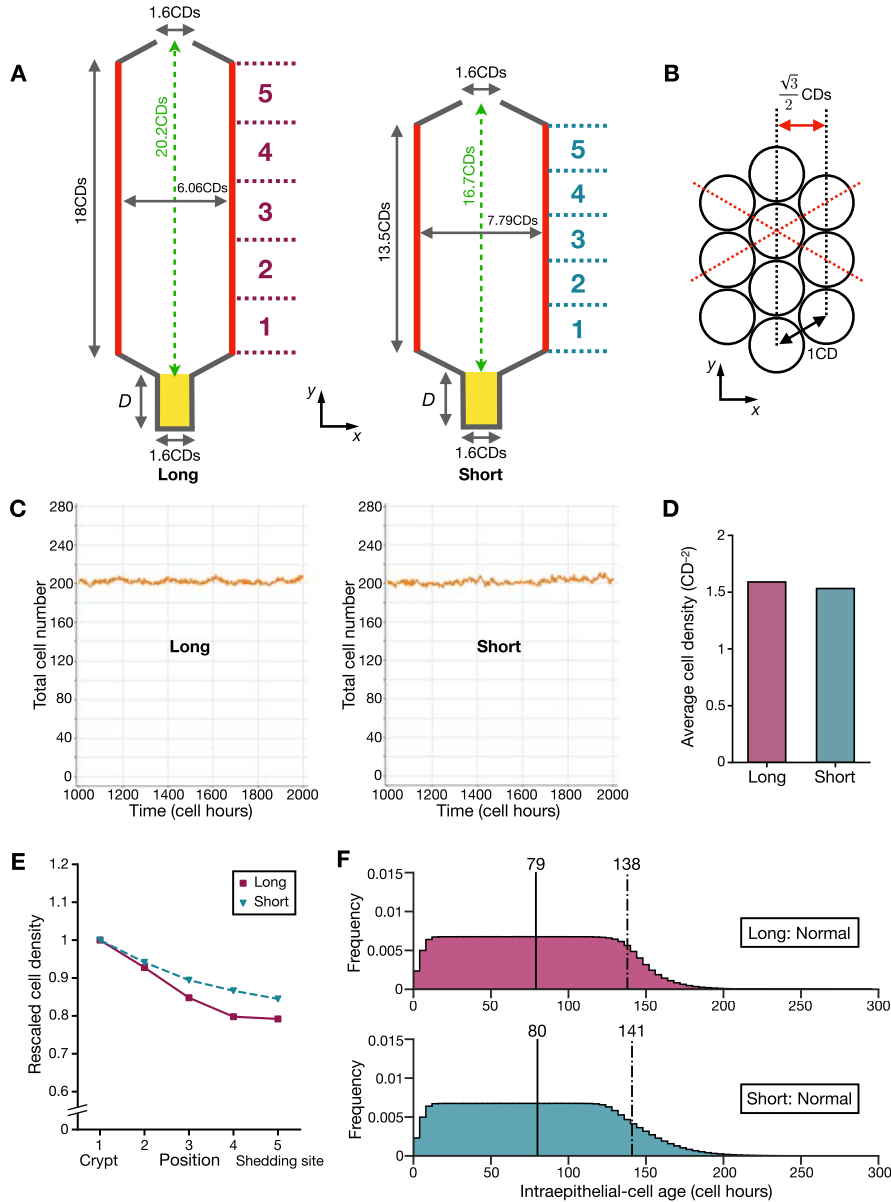 A
1.6CDs
18CDs
20.2CDs
6.06CDs
5
4
3
2
1
D
1.6CDs
Long
y
x
1.6CDs
13.5CDs
16.7CDs
7.79CDs
5
4
3
2
1
D
1.6CDs
Short
B
√3/2 CDs
1CD
y
x
C
Total cell number
280
240
200
160
120
80
40
0
Long
1000 1200 1400 1600 1800 2000
Time (cell hours)
Total cell number
280
240
200
160
120
80
40
0
Short
1000 1200 1400 1600 1800 2000
Time (cell hours)
D
Average cell density (CD⁻²)
2
1.5
1
0.5
0
Long Short
E
Rescaled cell density
1.2
1.1
1
0.9
0.8
0.7
0.6
0
Long
Short
1 2 3 4 5
Crypt Position Shedding site
F
79 138
Frequency
0.015
0.01
0.005
0
Long: Normal
0 50 100 150 200 250 300
80 141
Frequency
0.015
0.01
0.005
0
Short: Normal
0 50 100 150 200 250 300
Intraepithelial-cell age (cell hours)